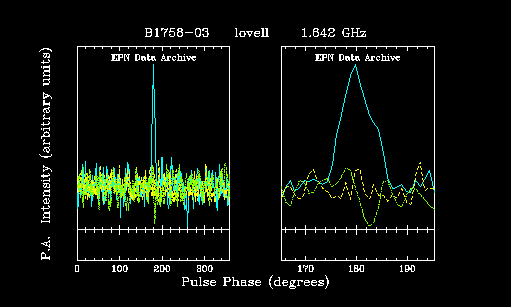 B1758-03 lovell 1.642 GHz
EPN Data Archive EPN Data Archive
P.A. Intensity (arbitrary units)
0 100 200 300 170 180 190
Pulse Phase (degrees)